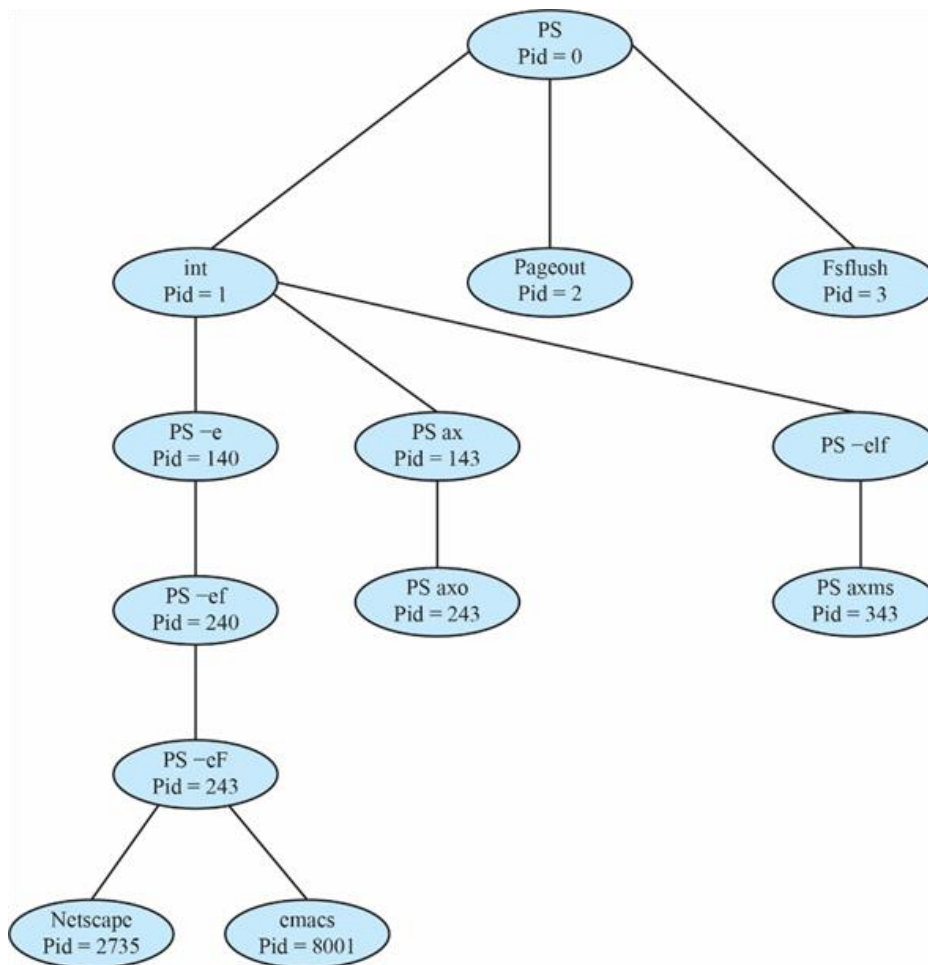 PS
Pid = 0
int
Pid = 1
Pageout
Pid = 2
Fsflush
Pid = 3
PS −e
Pid = 140
PS ax
Pid = 143
PS −elf
PS −ef
Pid = 240
PS axo
Pid = 243
PS axms
Pid = 343
PS −eF
Pid = 243
Netscape
Pid = 2735
emacs
Pid = 8001